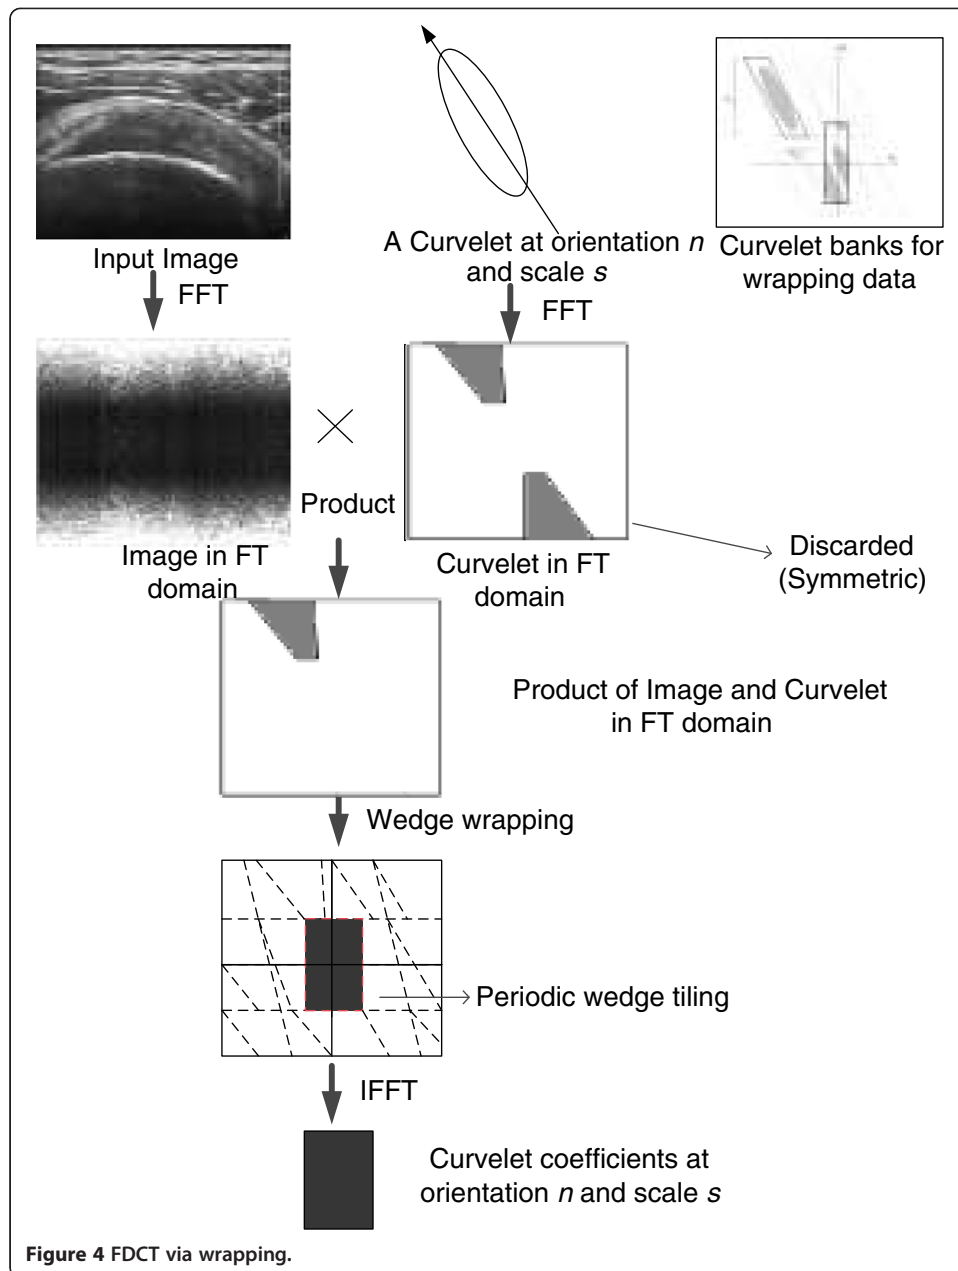 Input Image
FFT
A Curvelet at orientation n
and scale s
FFT
Curvelet banks for
wrapping data
Product
Image in FT
domain
Curvelet in FT
domain
Discarded
(Symmetric)
Product of Image and Curvelet
in FT domain
Wedge wrapping
Periodic wedge tiling
IFFT
Curvelet coefficients at
orientation n and scale s
Figure 4 FDCT via wrapping.